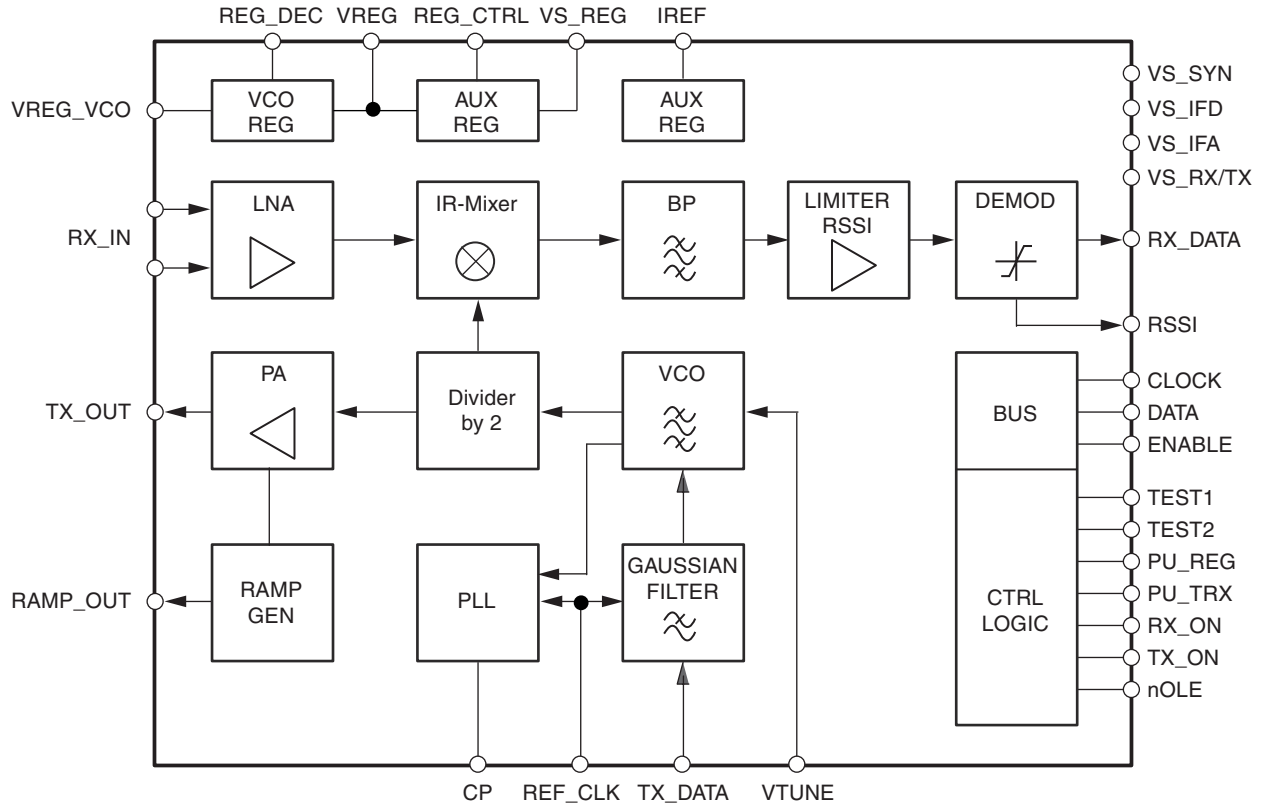 REG_DEC VREG REG_CTRL VS_REG IREF
VREG_VCO
VCO
REG
AUX
REG
AUX
REG
VS_SYN
VS_IFD
VS_IFA
VS_RX/TX
RX_IN
LNA
IR-Mixer
BP
LIMITER
RSSI
DEMOD
RX_DATA
RSSI
TX_OUT
PA
Divider
by 2
VCO
BUS
CLOCK
DATA
ENABLE
RAMP_OUT
RAMP
GEN
PLL
GAUSSIAN
FILTER
CTRL
LOGIC
TEST1
TEST2
PU_REG
PU_TRX
RX_ON
TX_ON
nOLE
CP REF_CLK TX_DATA VTUNE